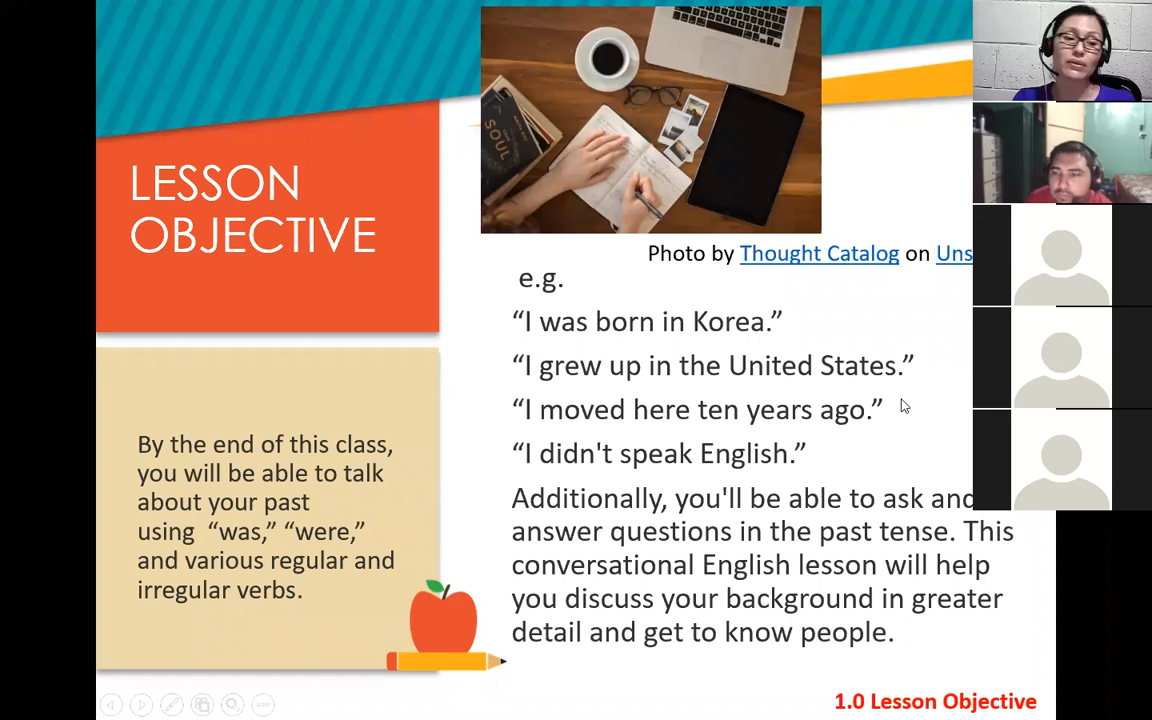 LESSON
OBJECTIVE
By the end of this class,
you will be able to talk
about your past
using “was,” “were,”
and various regular and
irregular verbs.
SOUL
Photo by Thought Catalog on Uns
e.g.
“I was born in Korea.”
“I grew up in the United States.”
“I moved here ten years ago.”
“I didn't speak English.”
Additionally, you'll be able to ask and
answer questions in the past tense. This
conversational English lesson will help
you discuss your background in greater
detail and get to know people.
1.0 Lesson Objective